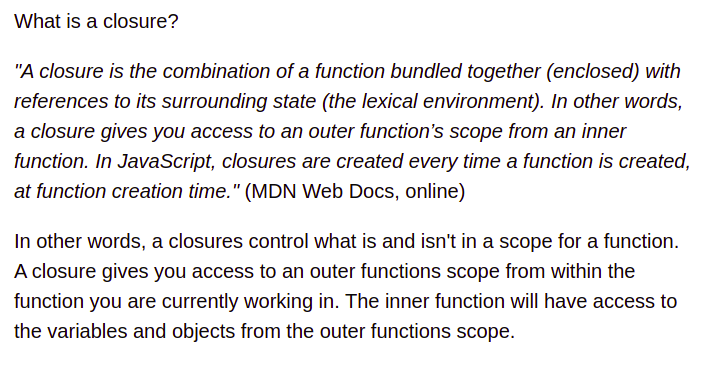 What is a closure?
"A closure is the combination of a function bundled together (enclosed) with
references to its surrounding state (the lexical environment). In other words,
a closure gives you access to an outer function’s scope from an inner
function. In JavaScript, closures are created every time a function is created,
at function creation time." (MDN Web Docs, online)
In other words, a closures control what is and isn't in a scope for a function.
A closure gives you access to an outer functions scope from within the
function you are currently working in. The inner function will have access to
the variables and objects from the outer functions scope.